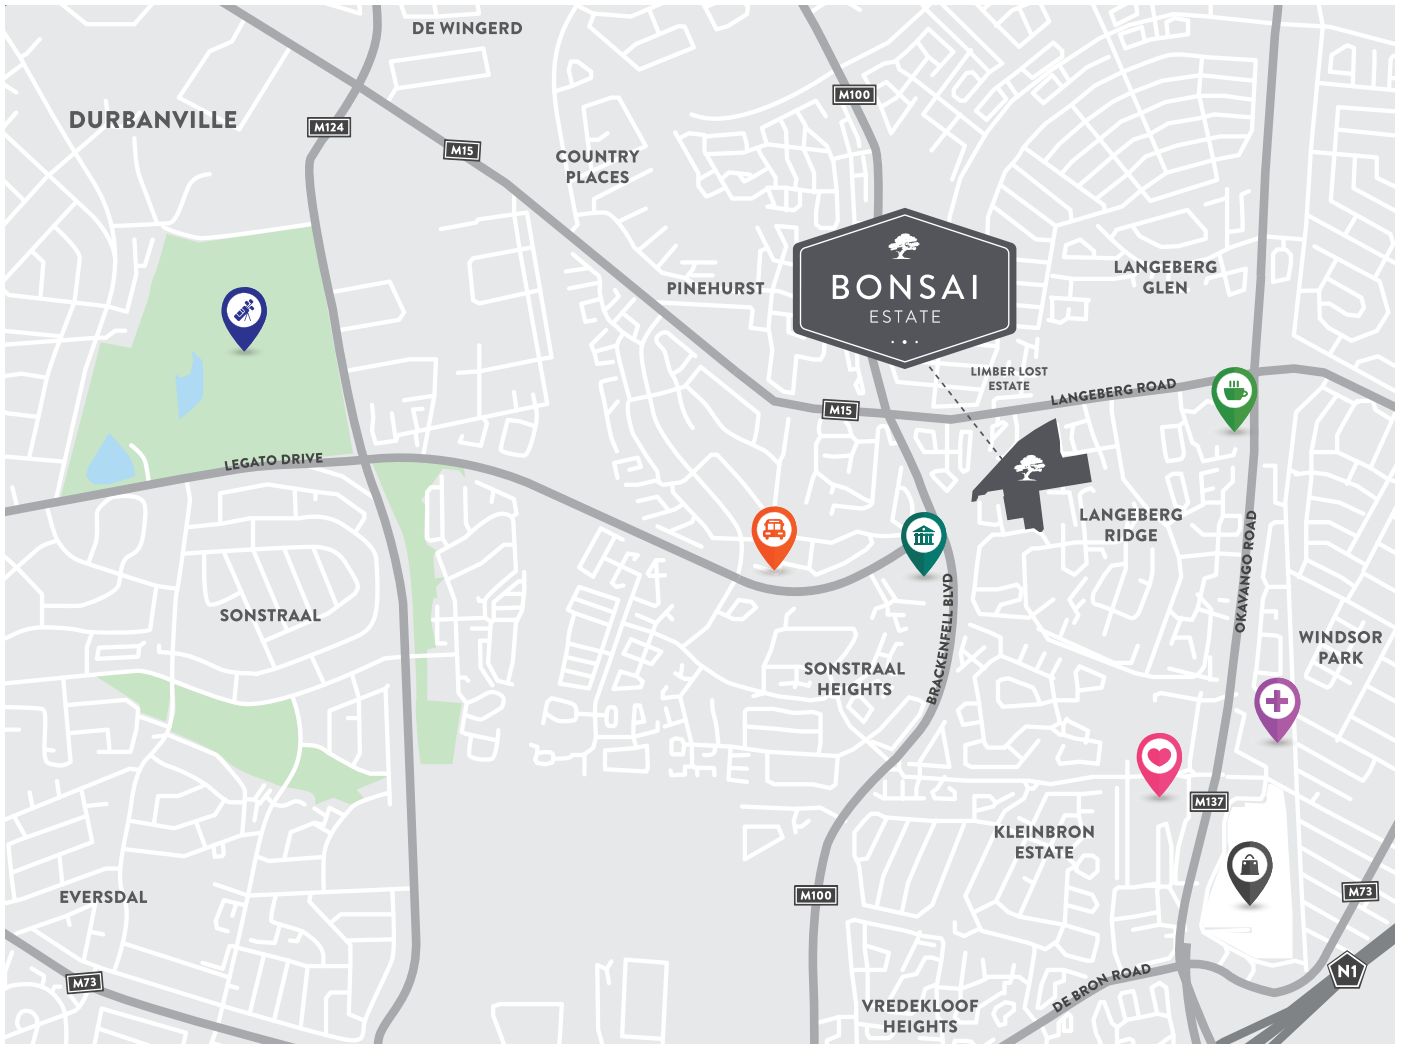 DE WINGERD
M100
DURBANVILLE
M124
M15
COUNTRY
PLACES
LANGEBERG
GLEN
PINEHURST
BONSAI
ESTATE
LIMBER LOST
ESTATE
LANGEBERG ROAD
M15
LEGATO DRIVE
LANGEBERG
RIDGE
OKAVANGO ROAD
SONSTRAAL
BRACKENFELL BLVD
WINDSOR
PARK
SONSTRAAL
HEIGHTS
M137
KLEINBRON
ESTATE
EVERSDAL
M100
M73
M73
N1
DE BRON ROAD
VREDEKLOOF
HEIGHTS